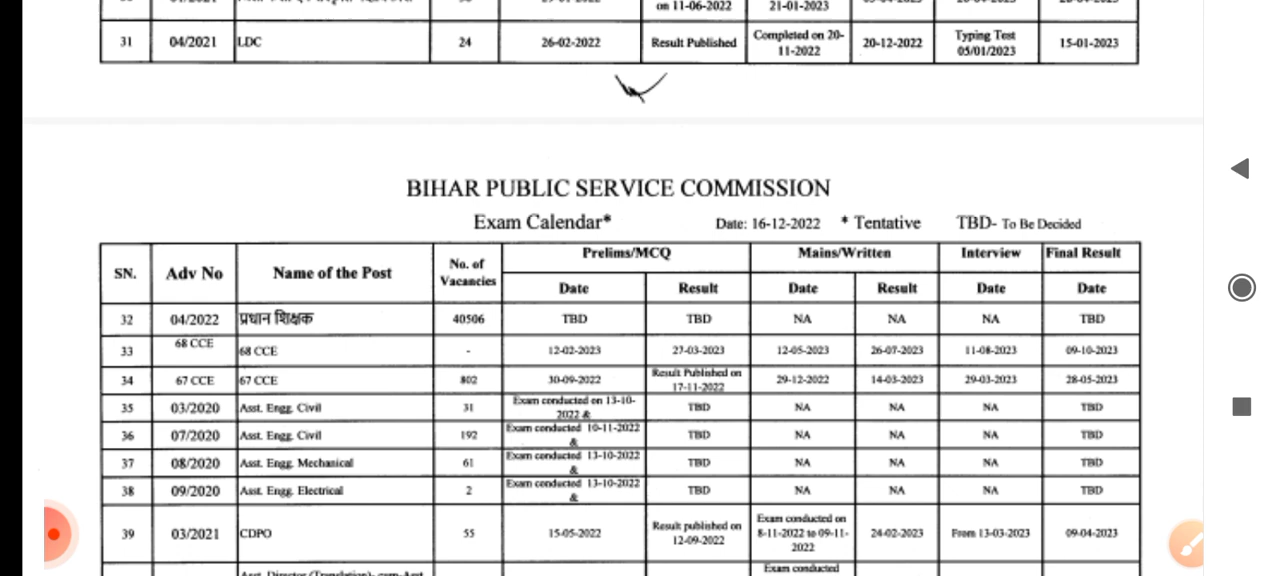 on 11-06-2022 21-01-2023
31 04/2021 LDC 24 26-02-2022 Result Published Completed on 20-11-2022 20-12-2022 Typing Test 05/01/2023 15-01-2023
BIHAR PUBLIC SERVICE COMMISSION
Exam Calendar* Date: 16-12-2022 * Tentative TBD- To Be Decided
SN. Adv No Name of the Post No. of Vacancies Prelims/MCQ Mains/Written Interview Final Result
Date Result Date Result Date Date
32 04/2022 प्रधान शिक्षक 40506 TBD TBD NA NA NA TBD
33 68 CCE 68 CCE - 12-02-2023 27-03-2023 12-05-2023 26-07-2023 11-08-2023 09-10-2023
34 67 CCE 67 CCE 802 30-09-2022 Result Published on 17-11-2022 29-12-2022 14-03-2023 29-03-2023 28-05-2023
35 03/2020 Asst. Engg. Civil 31 Exam conducted on 13-10-2022 & TBD NA NA NA TBD
36 07/2020 Asst. Engg. Civil 192 Exam conducted 10-11-2022 & TBD NA NA NA TBD
37 08/2020 Asst. Engg. Mechanical 61 Exam conducted 13-10-2022 & TBD NA NA NA TBD
38 09/2020 Asst. Engg. Electrical 2 Exam conducted 13-10-2022 & TBD NA NA NA TBD
39 03/2021 CDPO 55 15-05-2022 Result published on 12-09-2022 Exam conducted on 8-11-2022 to 09-11-2022 24-02-2023 From 13-03-2023 09-04-2023
Asst. Director (Translation)- cum-Asst Exam conducted